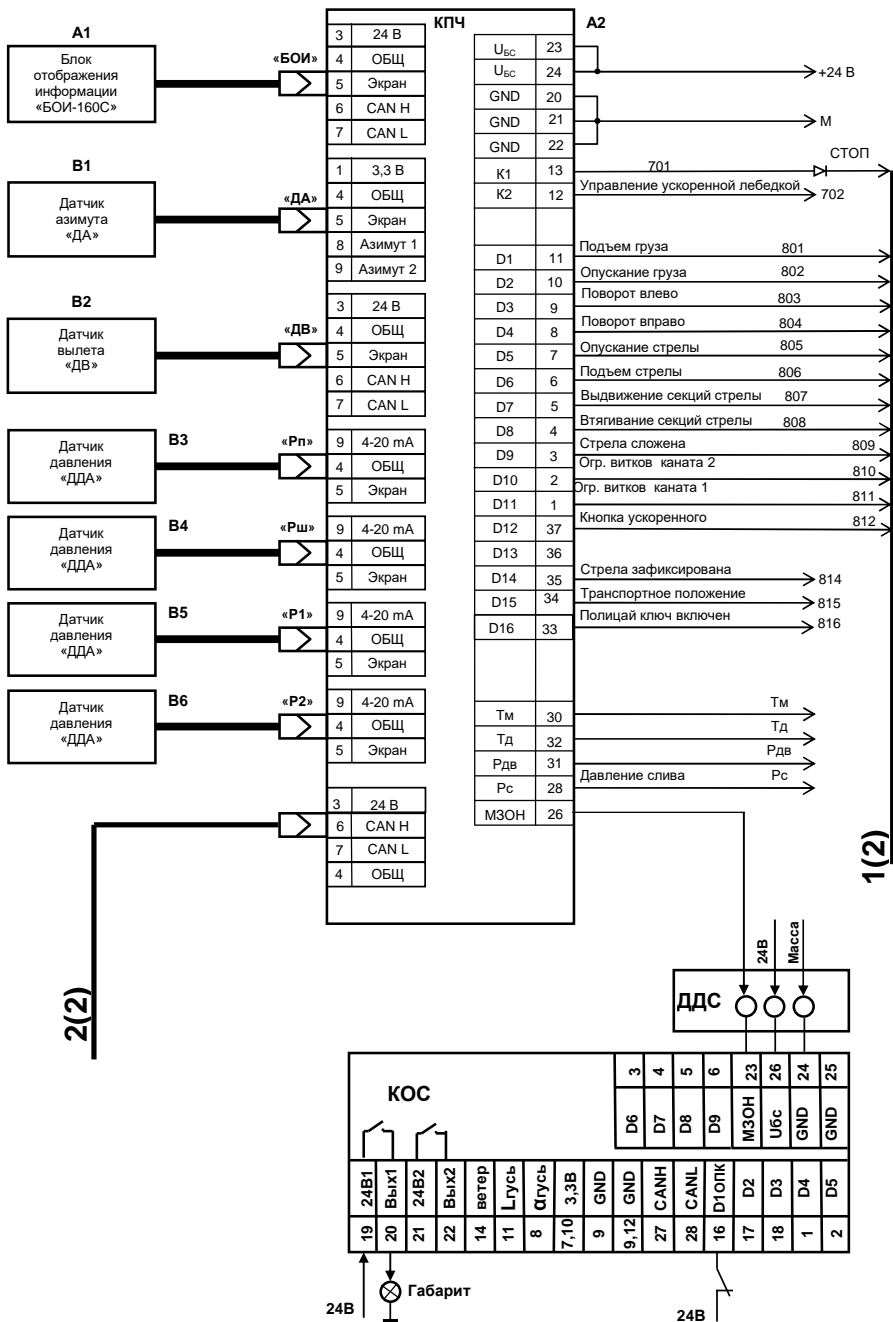 КПЧ
А2
А1
Блок
отображения
информации
«БОИ-160С»
«БОИ»
3 24 В
4 ОБЩ
5 Экран
6 CAN H
7 CAN L
В1
Датчик
азимута
«ДА»
«ДА»
1 3,3 В
4 ОБЩ
5 Экран
8 Азимут 1
9 Азимут 2
В2
Датчик
вылета
«ДВ»
«ДВ»
3 24 В
4 ОБЩ
5 Экран
6 CAN H
7 CAN L
Датчик
давления
«ДДА»
В3
«Рп»
9 4-20 mA
4 ОБЩ
5 Экран
Датчик
давления
«ДДА»
В4
«Рш»
9 4-20 mA
4 ОБЩ
5 Экран
Датчик
давления
«ДДА»
В5
«Р1»
9 4-20 mA
4 ОБЩ
5 Экран
Датчик
давления
«ДДА»
В6
«Р2»
9 4-20 mA
4 ОБЩ
5 Экран
3 24 В
6 CAN H
7 CAN L
4 ОБЩ
2(2)
UБС 23
UБС 24 +24 В
GND 20
GND 21 М
GND 22
К1 13 701 СТОП
К2 12 Управление ускоренной лебедкой 702
D1 11 Подъем груза 801
D2 10 Опускание груза 802
D3 9 Поворот влево 803
D4 8 Поворот вправо 804
D5 7 Опускание стрелы 805
D6 6 Подъем стрелы 806
D7 5 Выдвижение секций стрелы 807
D8 4 Втягивание секций стрелы 808
D9 3 Стрела сложена 809
D10 2 Огр. витков каната 2 810
D11 1 Огр. витков каната 1 811
D12 37 Кнопка ускоренного 812
D13 36
D14 35 Стрела зафиксирована 814
D15 34 Транспортное положение 815
D16 33 Полицай ключ включен 816
Тм 30 Тм
Тд 32 Тд
Рдв 31 Рдв
Рс 28 Давление слива Рс
МЗОН 26
1(2)
24В
Масса
ДДС
КОС
3 4 5 6 23 26 24 25
D6 D7 D8 D9 МЗОН Uбс GND GND
24В1 Вых1 24В2 Вых2 ветер Lгусь αгусь 3,3В GND GND CANH CANL D1ОПК D2 D3 D4 D5
19 20 21 22 14 11 8 7,10 9 9,12 27 28 16 17 18 1 2
Габарит
24В
24В